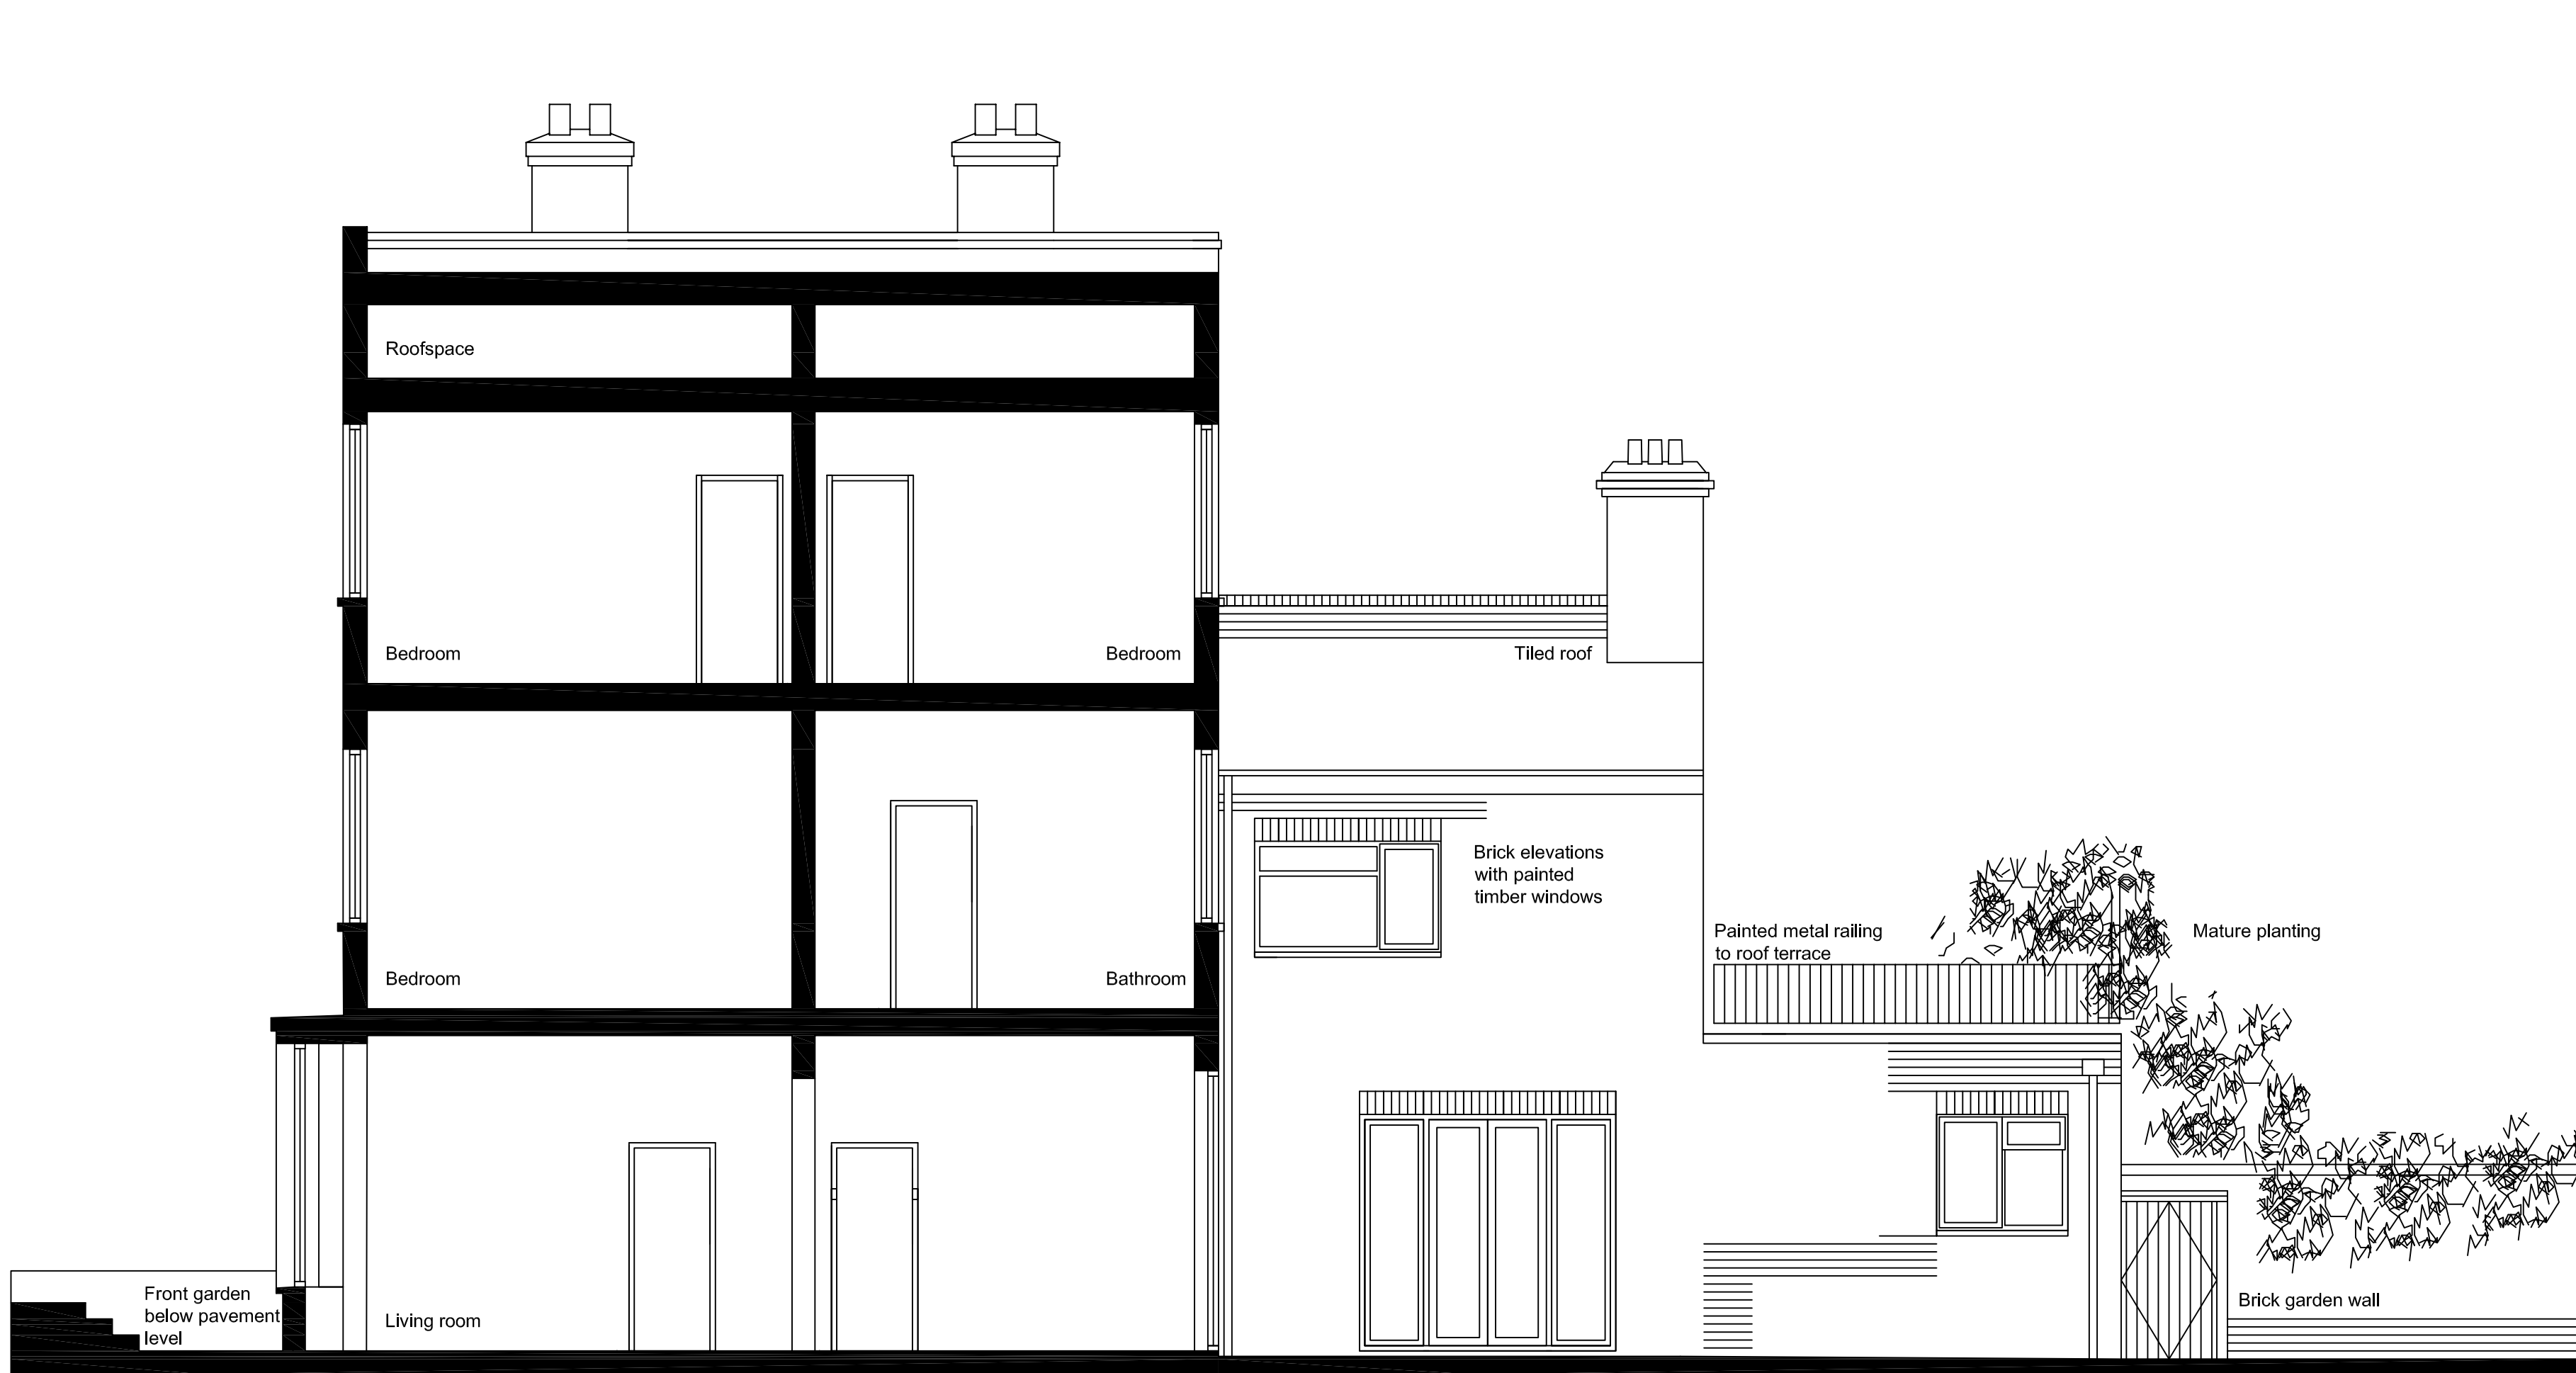 Roofspace
Bedroom
Bedroom
Tiled roof
Brick elevations
with painted
timber windows
Painted metal railing
to roof terrace
Mature planting
Bedroom
Bathroom
Front garden
below pavement
level
Living room
Brick garden wall